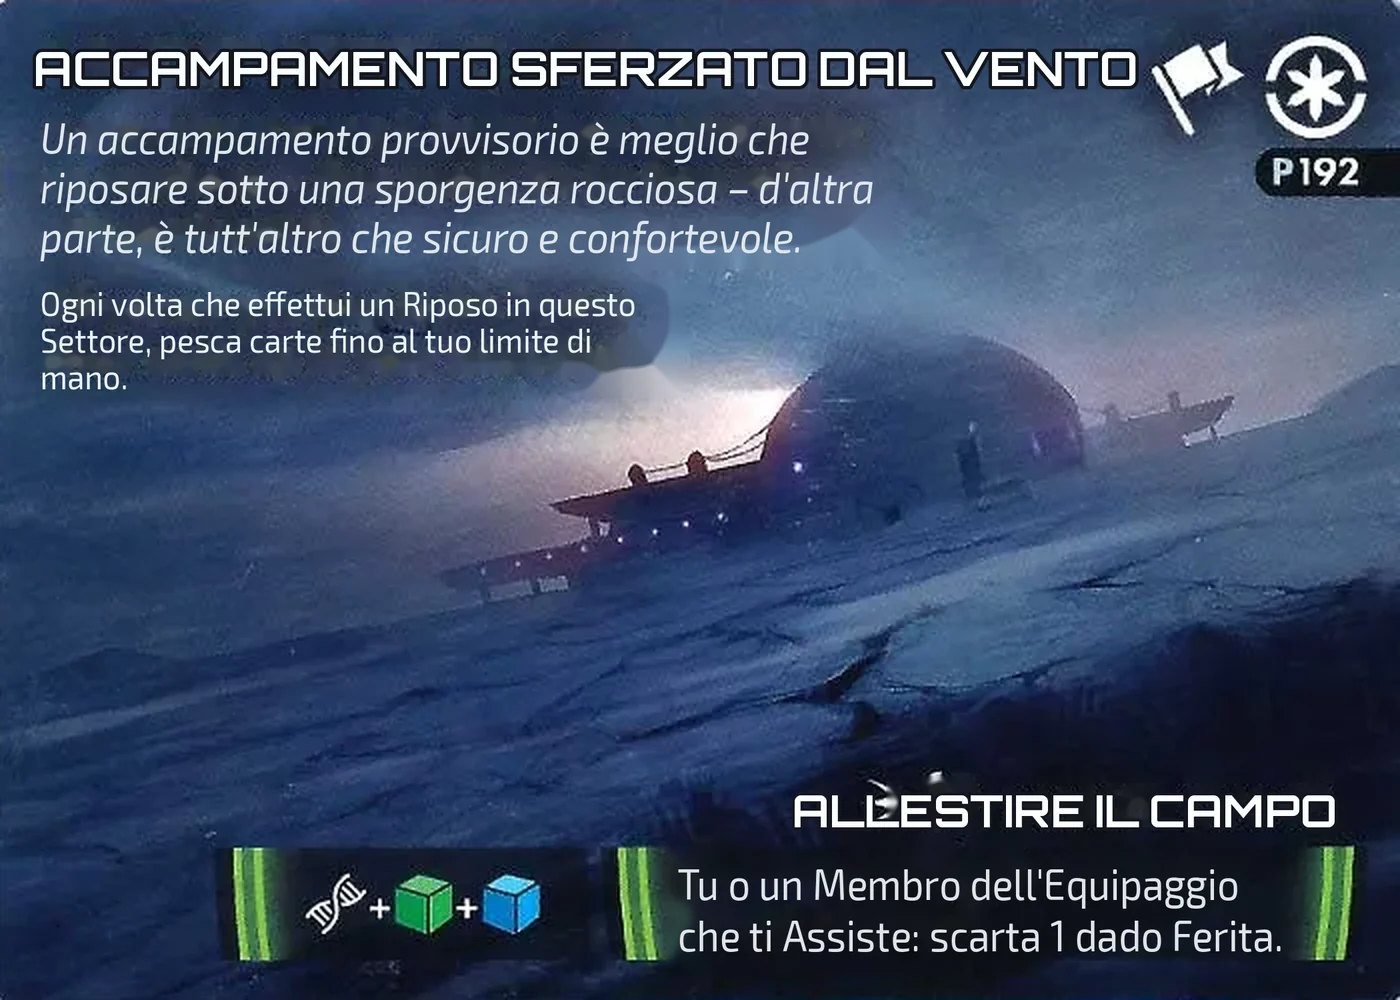 ACCAMPAMENTO SFERZATO DAL VENTO
P192
Un accampamento provvisorio è meglio che
riposare sotto una sporgenza rocciosa – d'altra
parte, è tutt'altro che sicuro e confortevole.
Ogni volta che effettui un Riposo in questo
Settore, pesca carte fino al tuo limite di
mano.
ALLESTIRE IL CAMPO
+ +
Tu o un Membro dell'Equipaggio
che ti Assiste: scarta 1 dado Ferita.